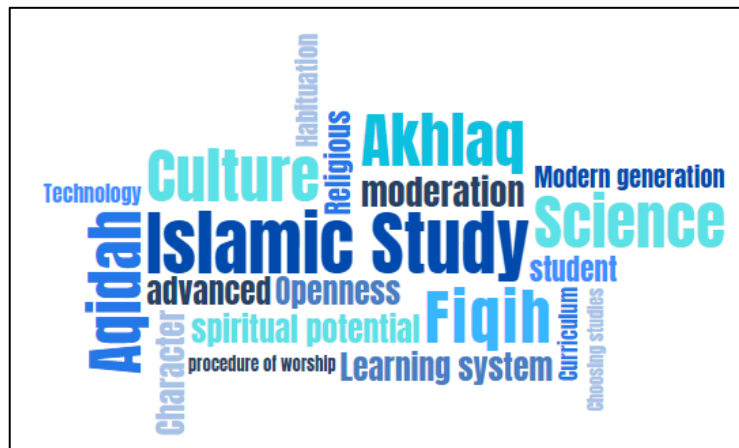 Habituation
Religious
Akhlaq
Culture
moderation
Modern generation
Technology
Science
Islamic Study
Aqidah
student
advanced
Openness
Fiqih
Curriculum
Choosing studies
Character
spiritual potential
procedure of worship
Learning system